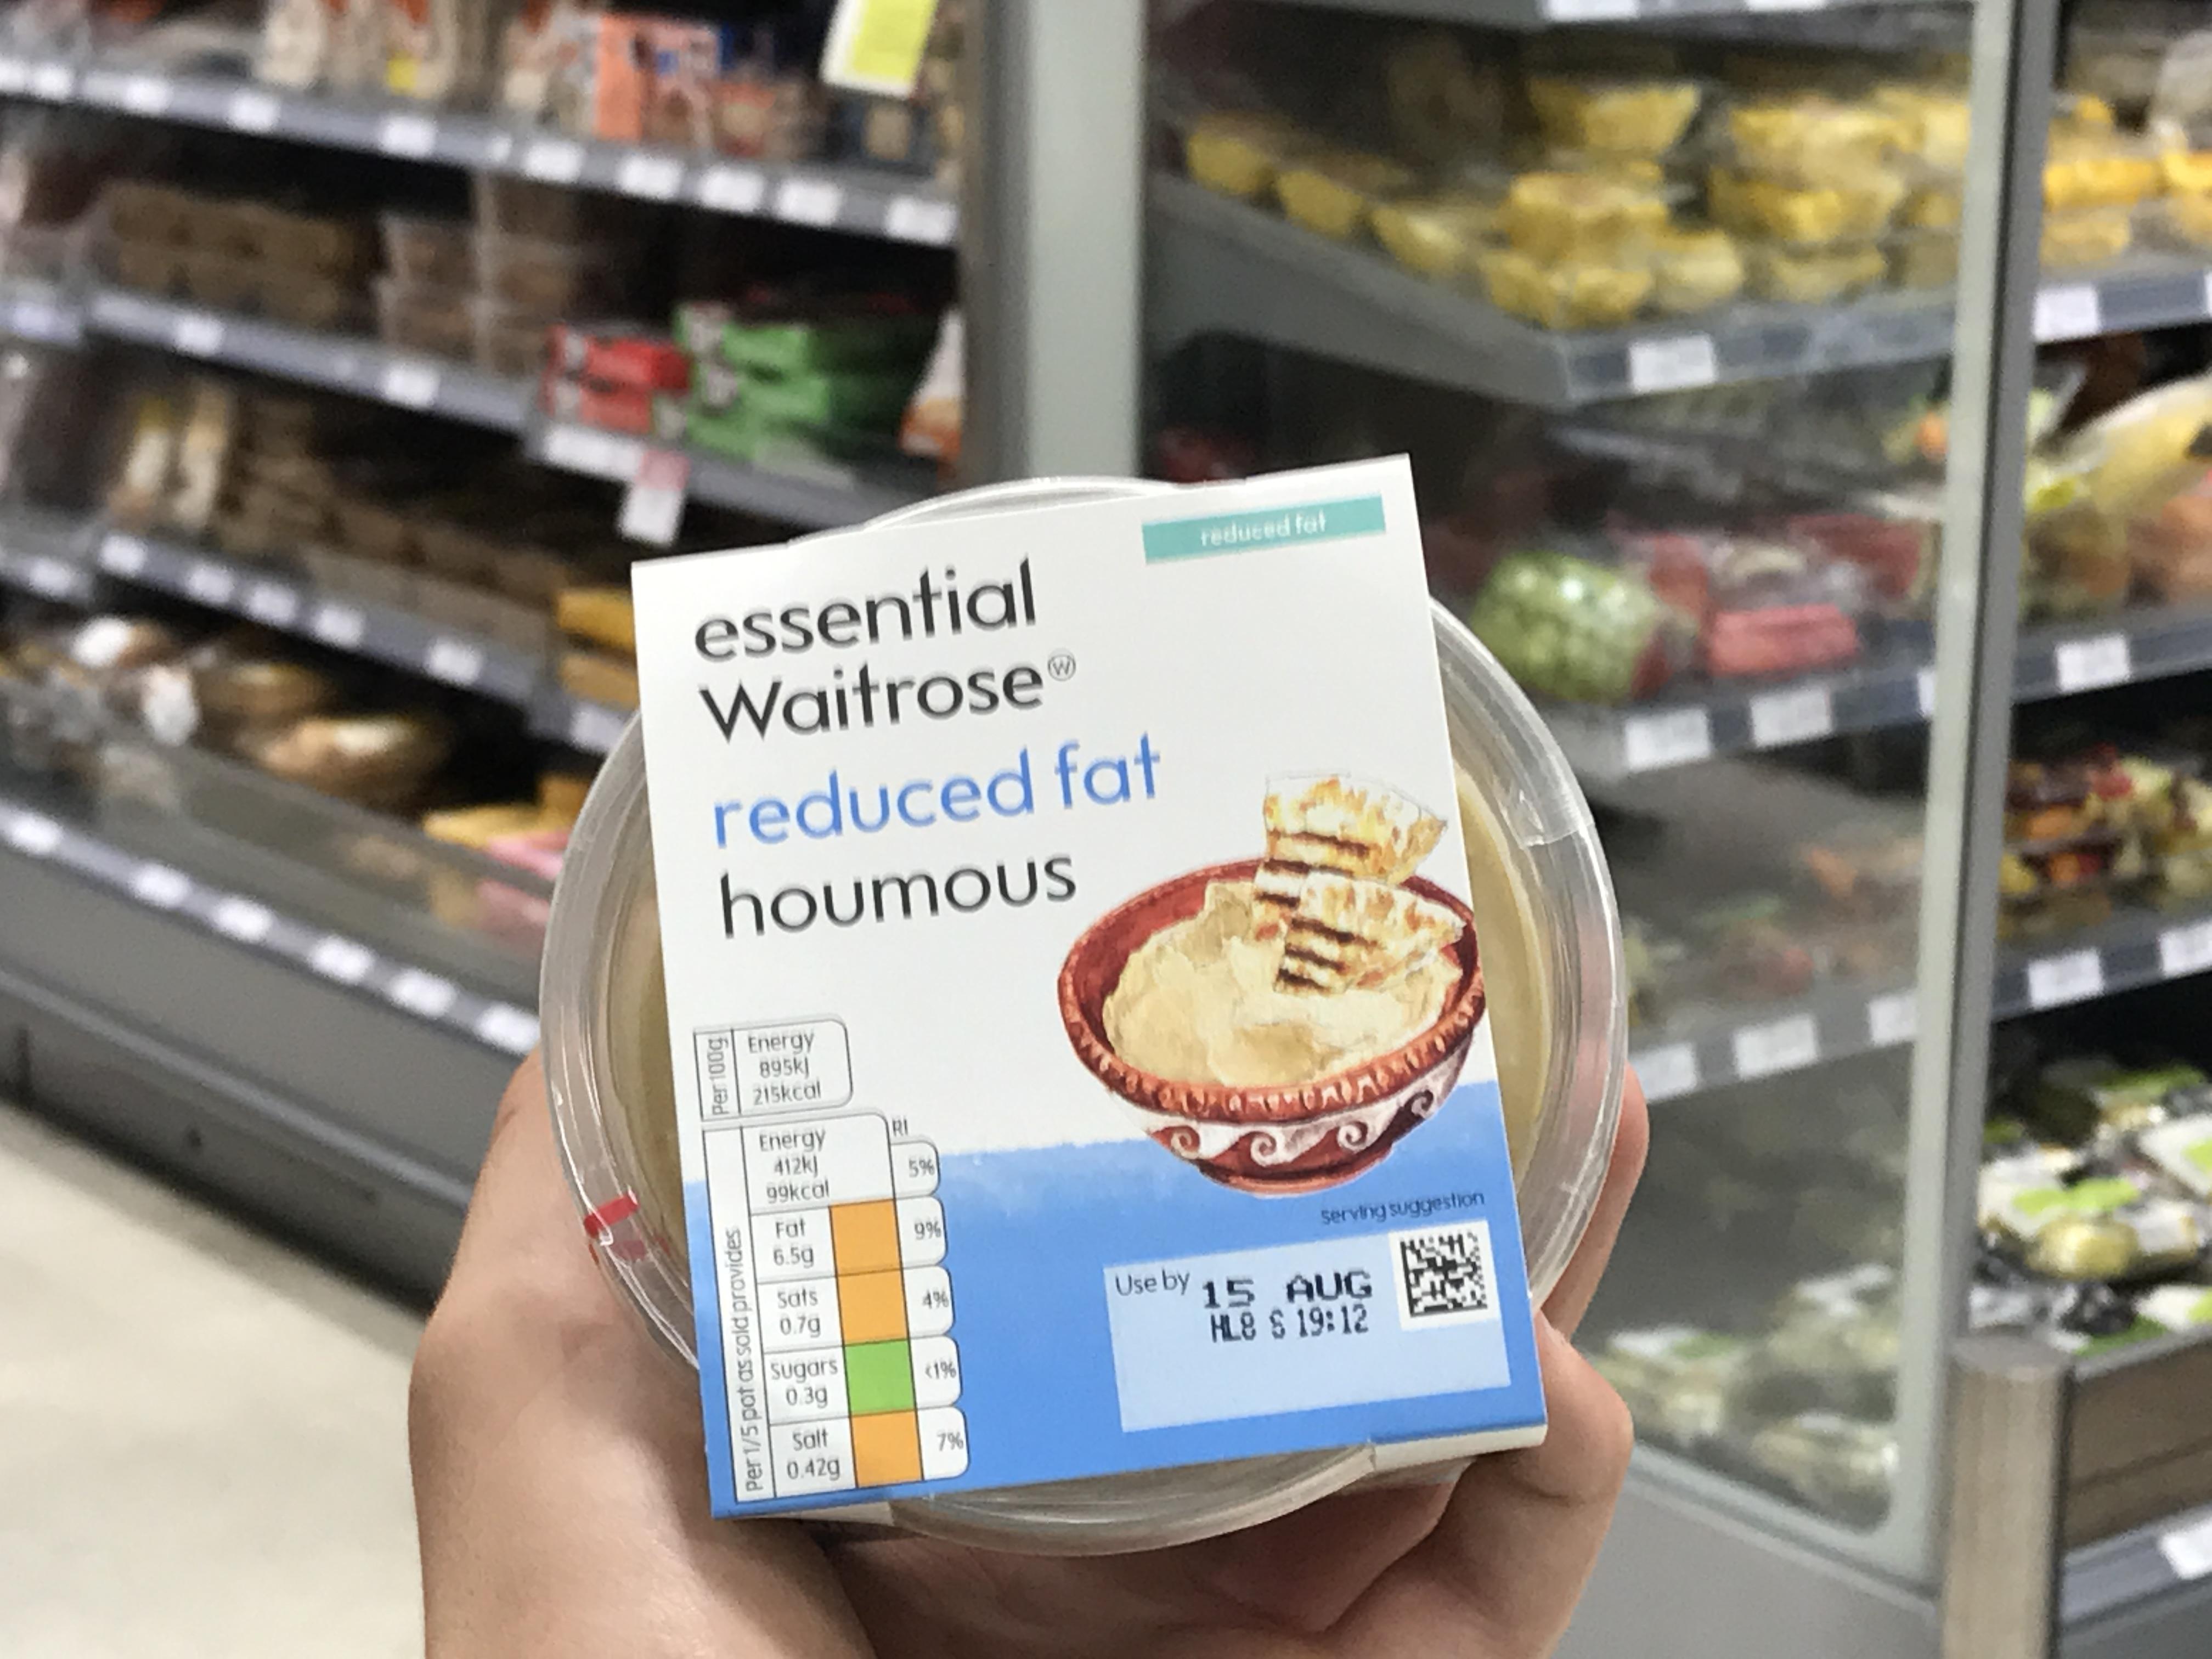 reduced fat
essential
Waitrose Ⓦ
reduced fat
houmous
Per 100g
Energy
895kJ
215kcal
Per 1/5 pot as sold provides
RI
Energy
412kJ
99kcal
5%
Fat
6.5g
9%
Sats
0.7g
4%
Sugars
0.3g
<1%
Salt
0.42g
7%
serving suggestion
Use by 15 AUG
HL8 S 19:12